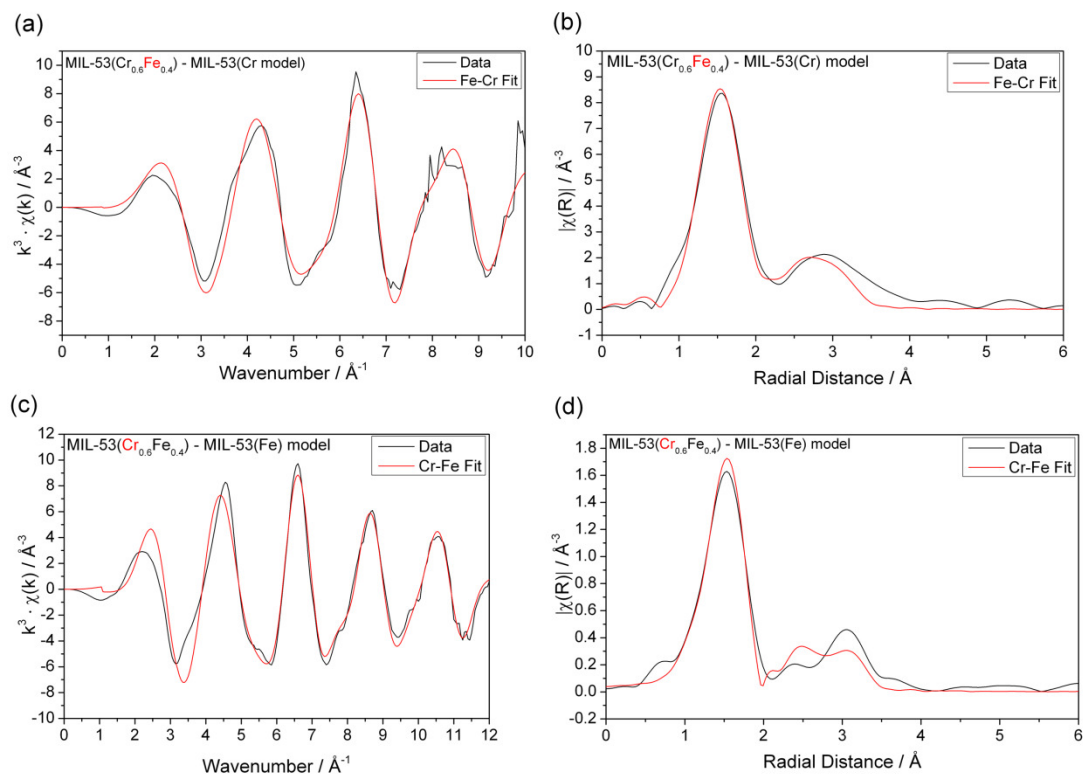 (a)
MIL-53(Cr0.6Fe0.4) - MIL-53(Cr model)
Data
Fe-Cr Fit
10
8
6
4
2
0
-2
-4
-6
-8
k³ · χ(k) / Å⁻³
0 1 2 3 4 5 6 7 8 9 10
Wavenumber / Å⁻¹
(b)
MIL-53(Cr0.6Fe0.4) - MIL-53(Cr) model
Data
Fe-Cr Fit
10
9
8
7
6
5
4
3
2
1
0
-1
|χ(R)| / Å⁻³
0 1 2 3 4 5 6
Radial Distance / Å
(c)
MIL-53(Cr0.6Fe0.4) - MIL-53(Fe) model
Data
Cr-Fe Fit
12
10
8
6
4
2
0
-2
-4
-6
-8
-10
k³ · χ(k) / Å⁻³
0 1 2 3 4 5 6 7 8 9 10 11 12
Wavenumber / Å⁻¹
(d)
MIL-53(Cr0.6Fe0.4) - MIL-53(Fe) model
Data
Cr-Fe Fit
1.8
1.6
1.4
1.2
1.0
0.8
0.6
0.4
0.2
0.0
-0.2
|χ(R)| / Å⁻³
0 1 2 3 4 5 6
Radial Distance / Å